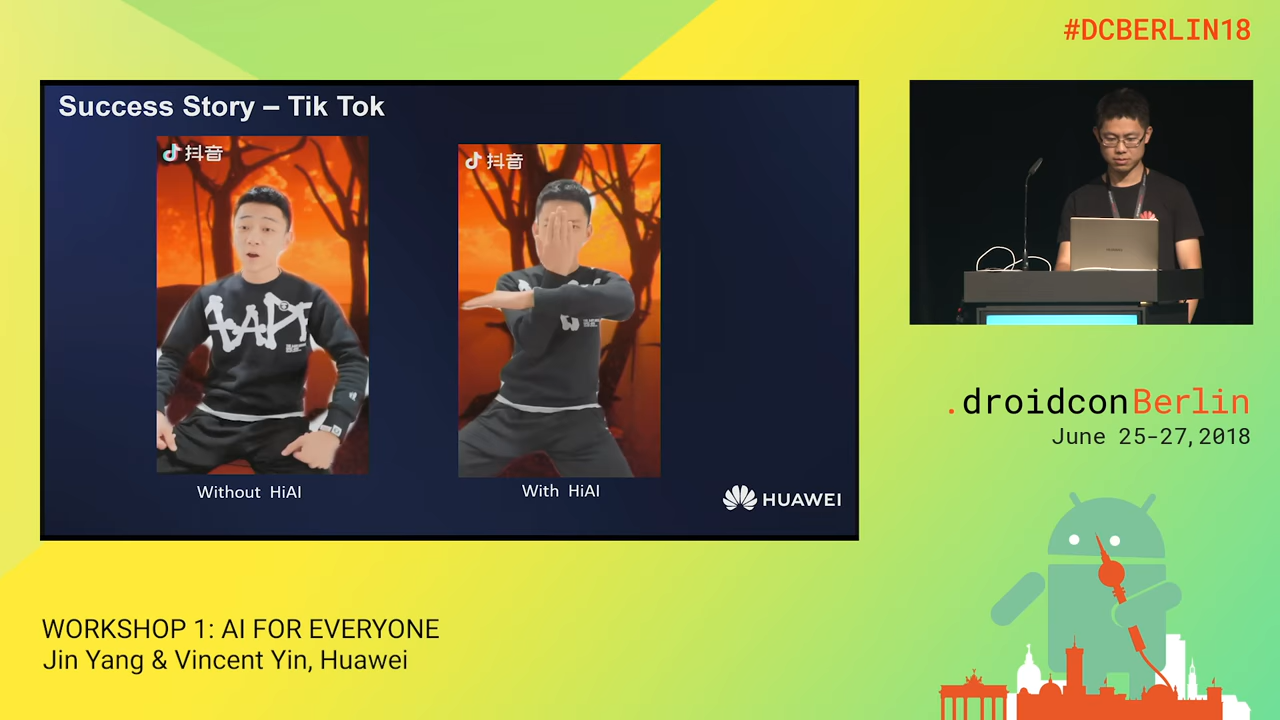 #DCBERLIN18
Success Story – Tik Tok
抖音
抖音
Without HiAI
With HiAI
HUAWEI
.droidconBerlin
June 25-27, 2018
WORKSHOP 1: AI FOR EVERYONE
Jin Yang & Vincent Yin, Huawei